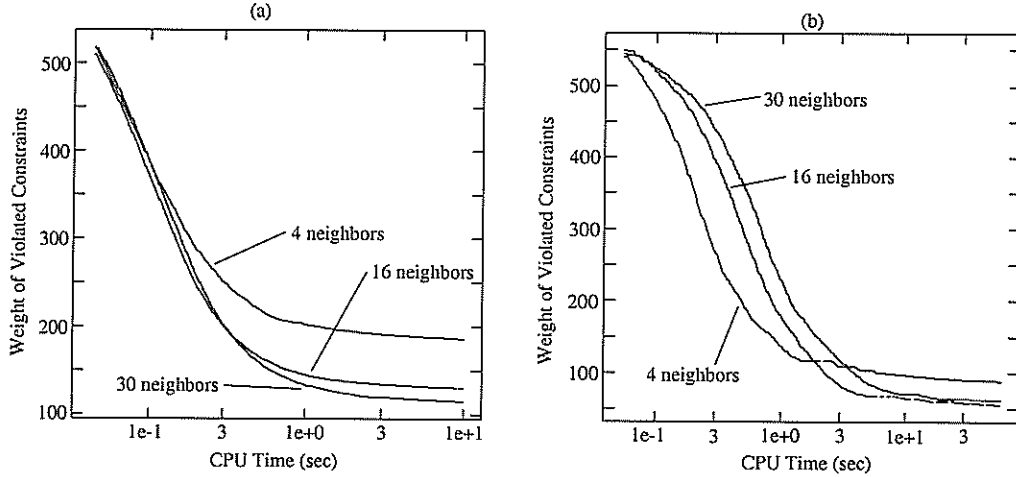 (a)
Weight of Violated Constraints
500
400
300
200
100
4 neighbors
16 neighbors
30 neighbors
1e-1
3
1e+0
3
1e+1
CPU Time (sec)
(b)
Weight of Violated Constraints
500
400
300
200
100
30 neighbors
16 neighbors
4 neighbors
1e-1
3
1e+0
3
1e+1
3
CPU Time (sec)